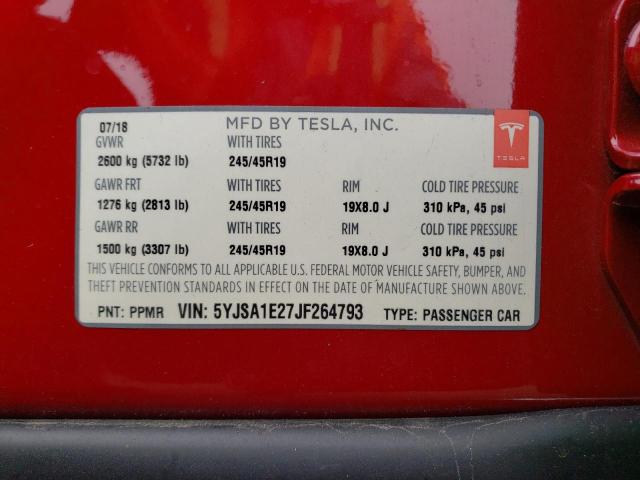 07/18 MFD BY TESLA, INC.
GVWR WITH TIRES
2600 kg (5732 lb) 245/45R19
TESLA
GAWR FRT WITH TIRES RIM COLD TIRE PRESSURE
1276 kg (2813 lb) 245/45R19 19X8.0 J 310 kPa, 45 psi
GAWR RR WITH TIRES RIM COLD TIRE PRESSURE
1500 kg (3307 lb) 245/45R19 19X8.0 J 310 kPa, 45 psi
THIS VEHICLE CONFORMS TO ALL APPLICABLE U.S. FEDERAL MOTOR VEHICLE SAFETY, BUMPER, AND
THEFT PREVENTION STANDARDS IN EFFECT ON THE DATE OF MANUFACTURE SHOWN ABOVE.
PNT: PPMR VIN: 5YJSA1E27JF264793 TYPE: PASSENGER CAR